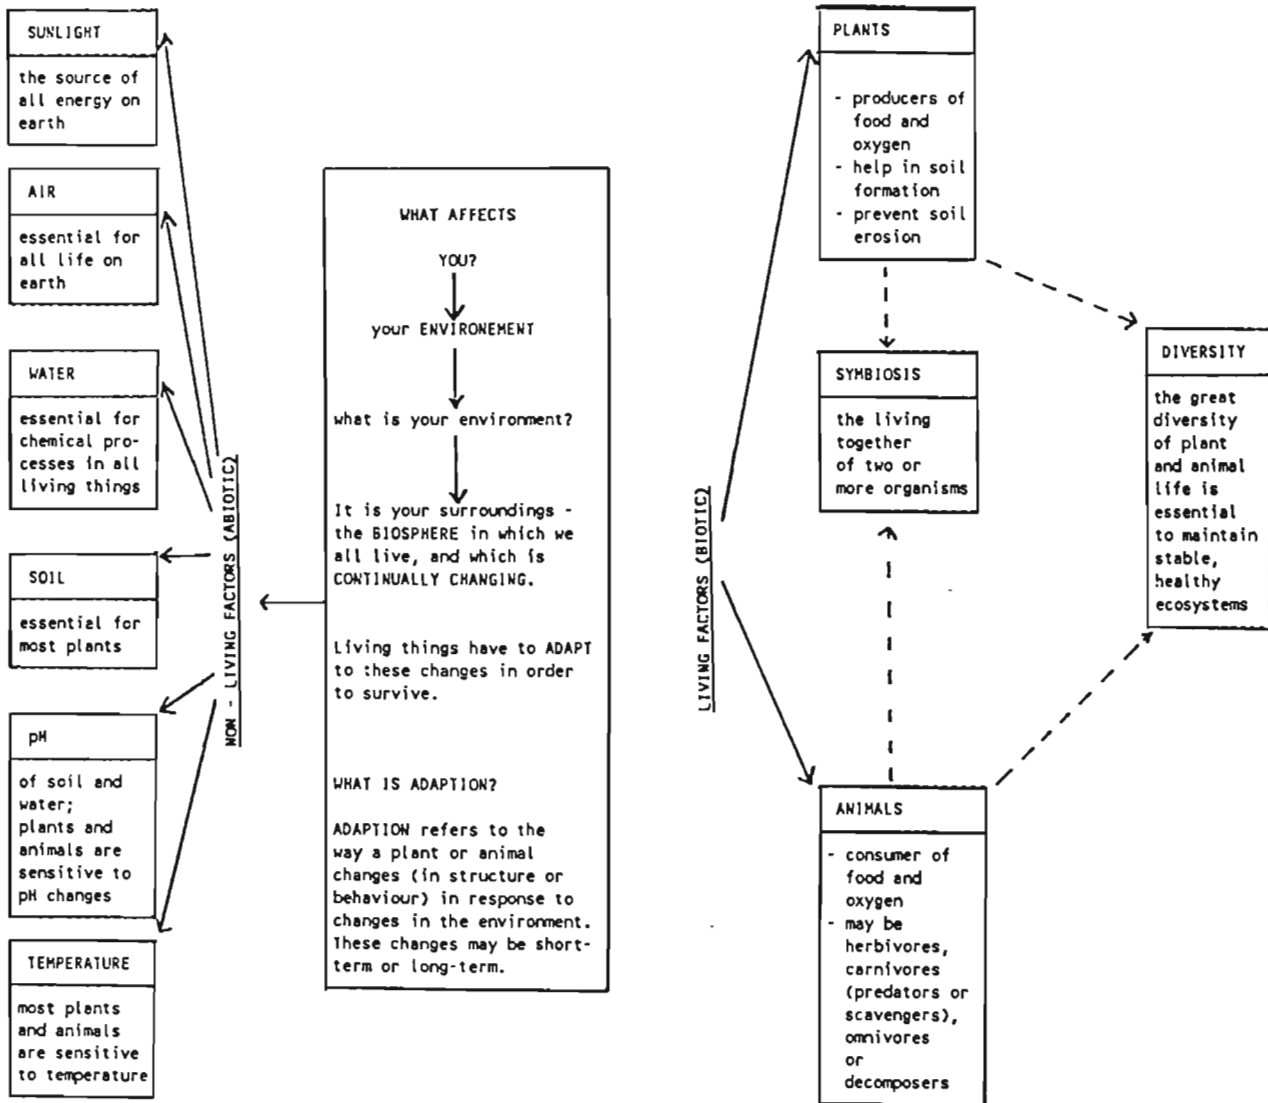 SUNLIGHT
the source of
all energy on
earth
AIR
essential for
all life on
earth
WATER
essential for
chemical pro-
cesses in all
living things
SOIL
essential for
most plants
pH
of soil and
water;
plants and
animals are
sensitive to
pH changes
TEMPERATURE
most plants
and animals
are sensitive
to temperature
NON - LIVING FACTORS (ABIOTIC)
WHAT AFFECTS
YOU?
your ENVIRONEMENT
what is your environment?
It is your surroundings -
the BIOSPHERE in which we
all live, and which is
CONTINUALLY CHANGING.
Living things have to ADAPT
to these changes in order
to survive.
WHAT IS ADAPTION?
ADAPTION refers to the
way a plant or animal
changes (in structure or
behaviour) in response to
changes in the environment.
These changes may be short-
term or long-term.
LIVING FACTORS (BIOTIC)
PLANTS
- producers of
food and
oxygen
- help in soil
formation
- prevent soil
erosion
SYMBIOSIS
the living
together
of two or
more organisms
ANIMALS
- consumer of
food and
oxygen
- may be
herbivores,
carnivores
(predators or
scavengers),
omnivores
or
decomposers
DIVERSITY
the great
diversity
of plant
and animal
life is
essential
to maintain
stable,
healthy
ecosystems